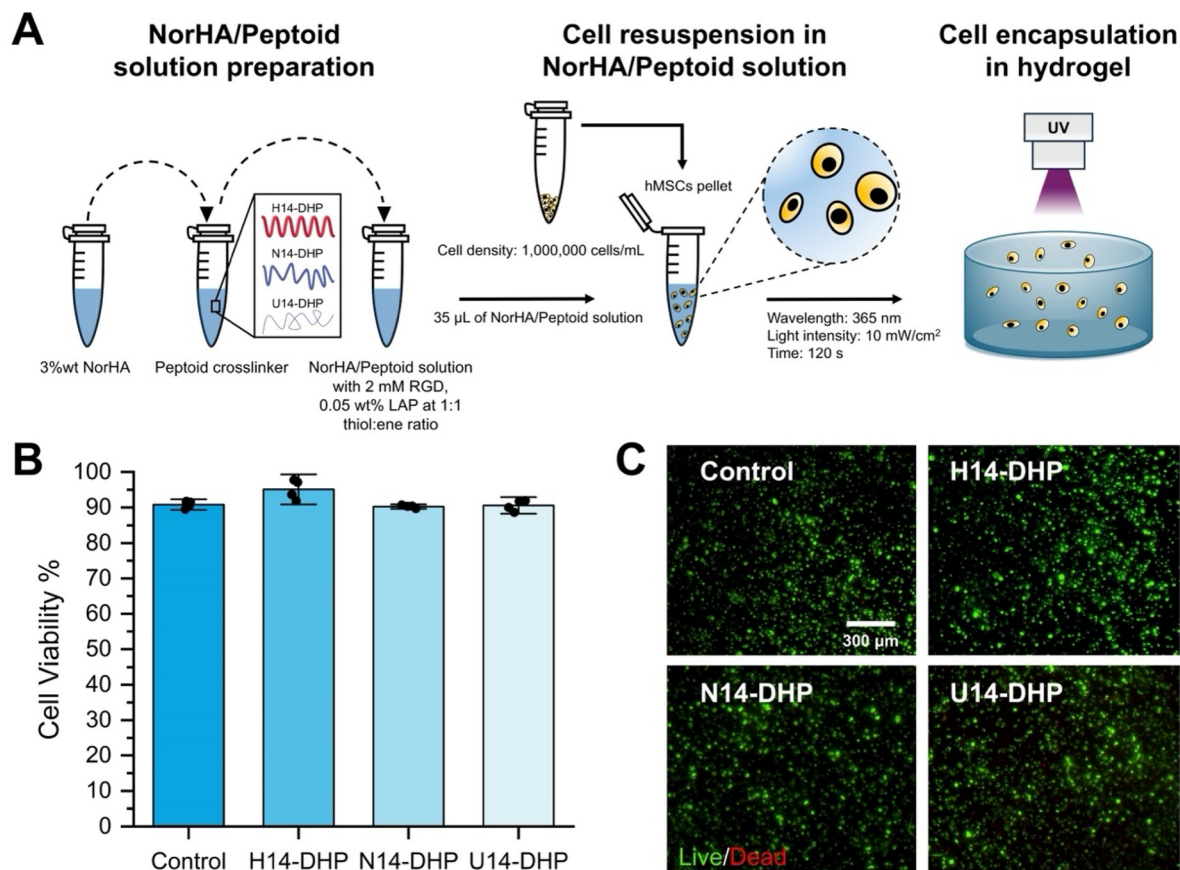 A
NorHA/Peptoid
solution preparation
Cell resuspension in
NorHA/Peptoid solution
Cell encapsulation
in hydrogel
H14-DHP
N14-DHP
U14-DHP
3%wt NorHA
Peptoid crosslinker
NorHA/Peptoid solution
with 2 mM RGD,
0.05 wt% LAP at 1:1
thiol:ene ratio
hMSCs pellet
Cell density: 1,000,000 cells/mL
35 µL of NorHA/Peptoid solution
Wavelength: 365 nm
Light intensity: 10 mW/cm²
Time: 120 s
UV
B
Cell Viability %
100
90
80
70
60
50
40
30
20
10
0
Control
H14-DHP
N14-DHP
U14-DHP
C
Control
300 µm
H14-DHP
N14-DHP
Live/Dead
U14-DHP